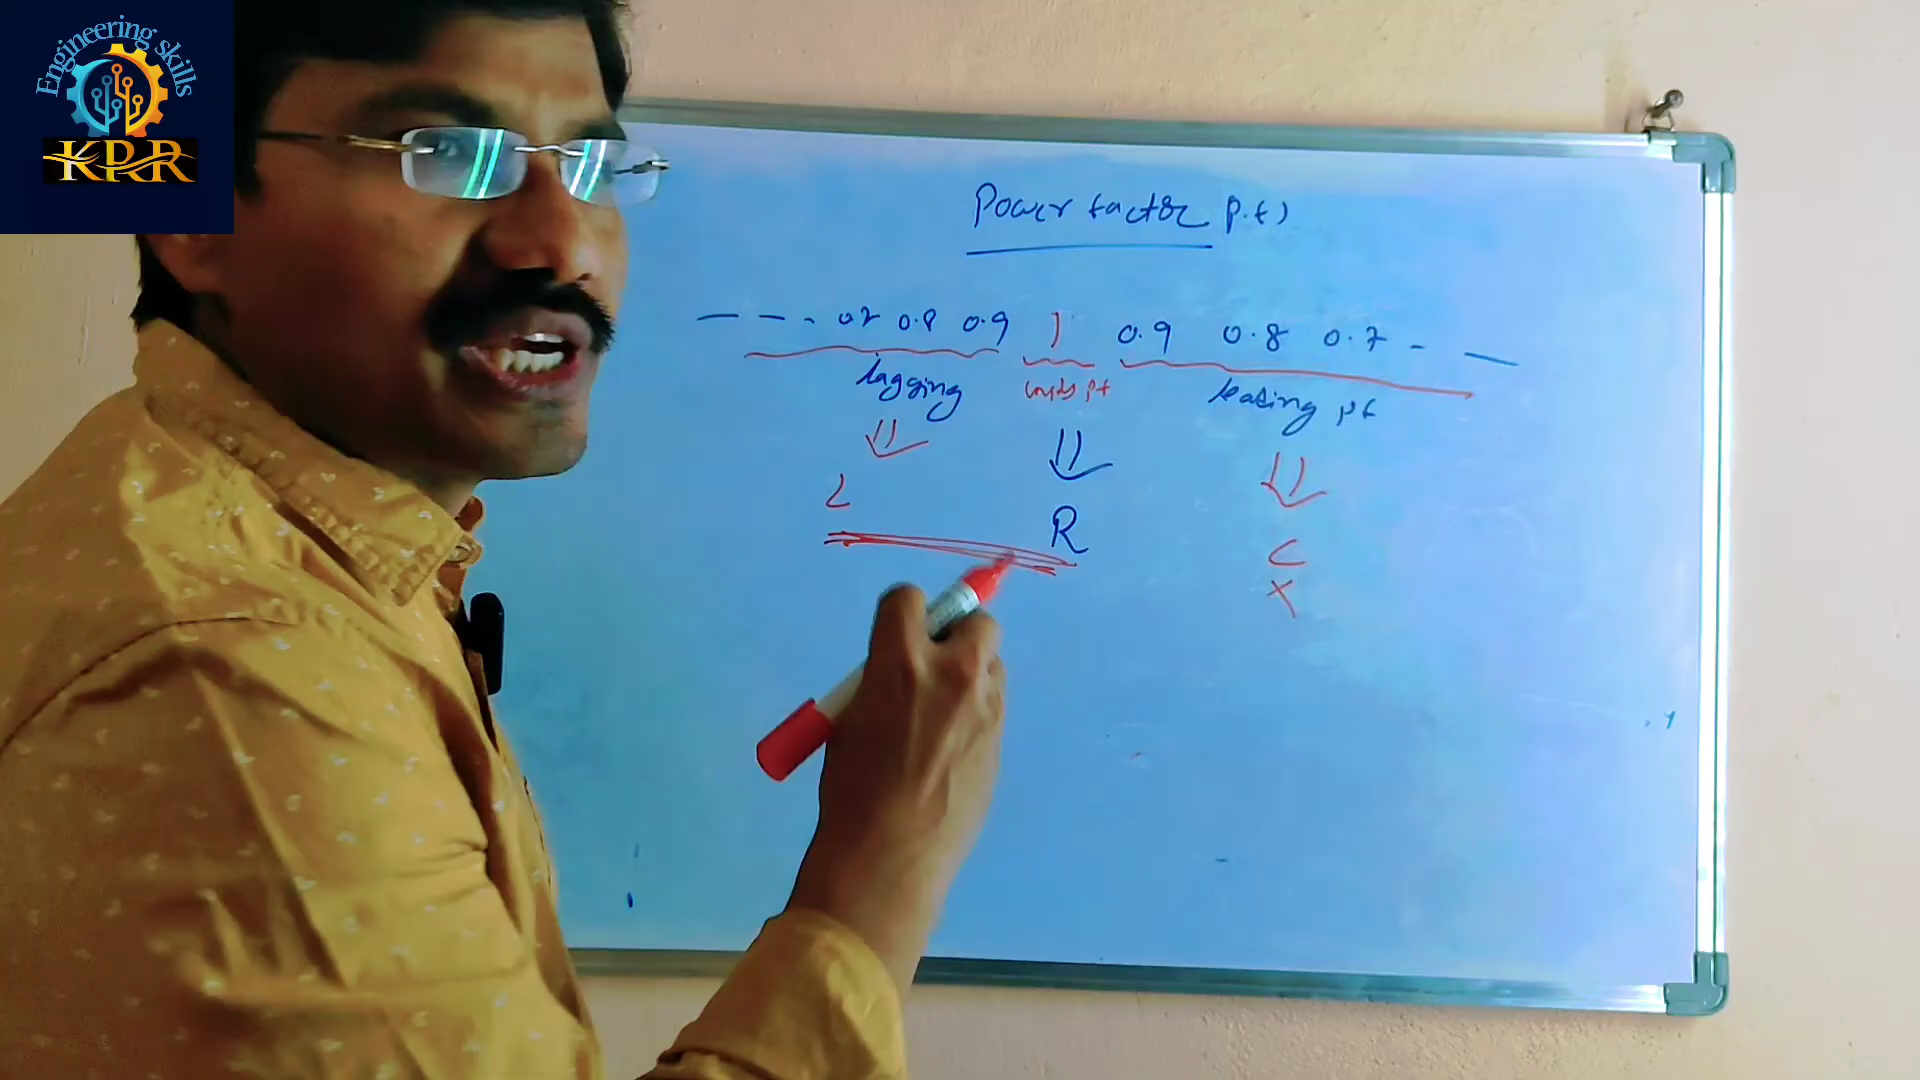 Engineering skills
KRR
Power factor p.f)
— — - 0.7 0.8 0.9 1 0.9 0.8 0.7 - —
lagging unity pf leading pf
L R C
X